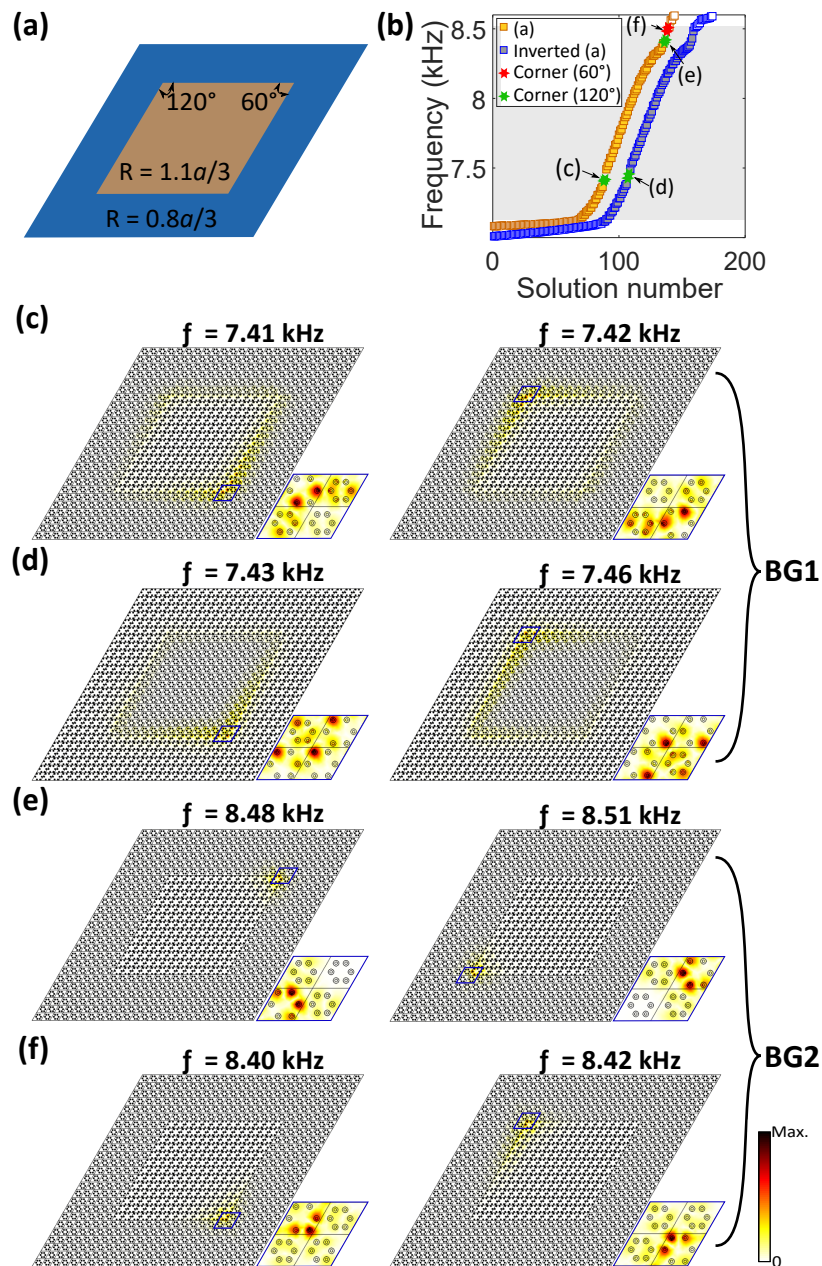 (a)
120°
60°
R = 1.1a/3
R = 0.8a/3
(b)
Frequency (kHz)
8.5
8
7.5
0
100
200
Solution number
(a)
Inverted (a)
Corner (60°)
Corner (120°)
(f)
(e)
(c)
(d)
(c)
f = 7.41 kHz
f = 7.42 kHz
(d)
f = 7.43 kHz
f = 7.46 kHz
BG1
(e)
f = 8.48 kHz
f = 8.51 kHz
(f)
f = 8.40 kHz
f = 8.42 kHz
BG2
Max.
0